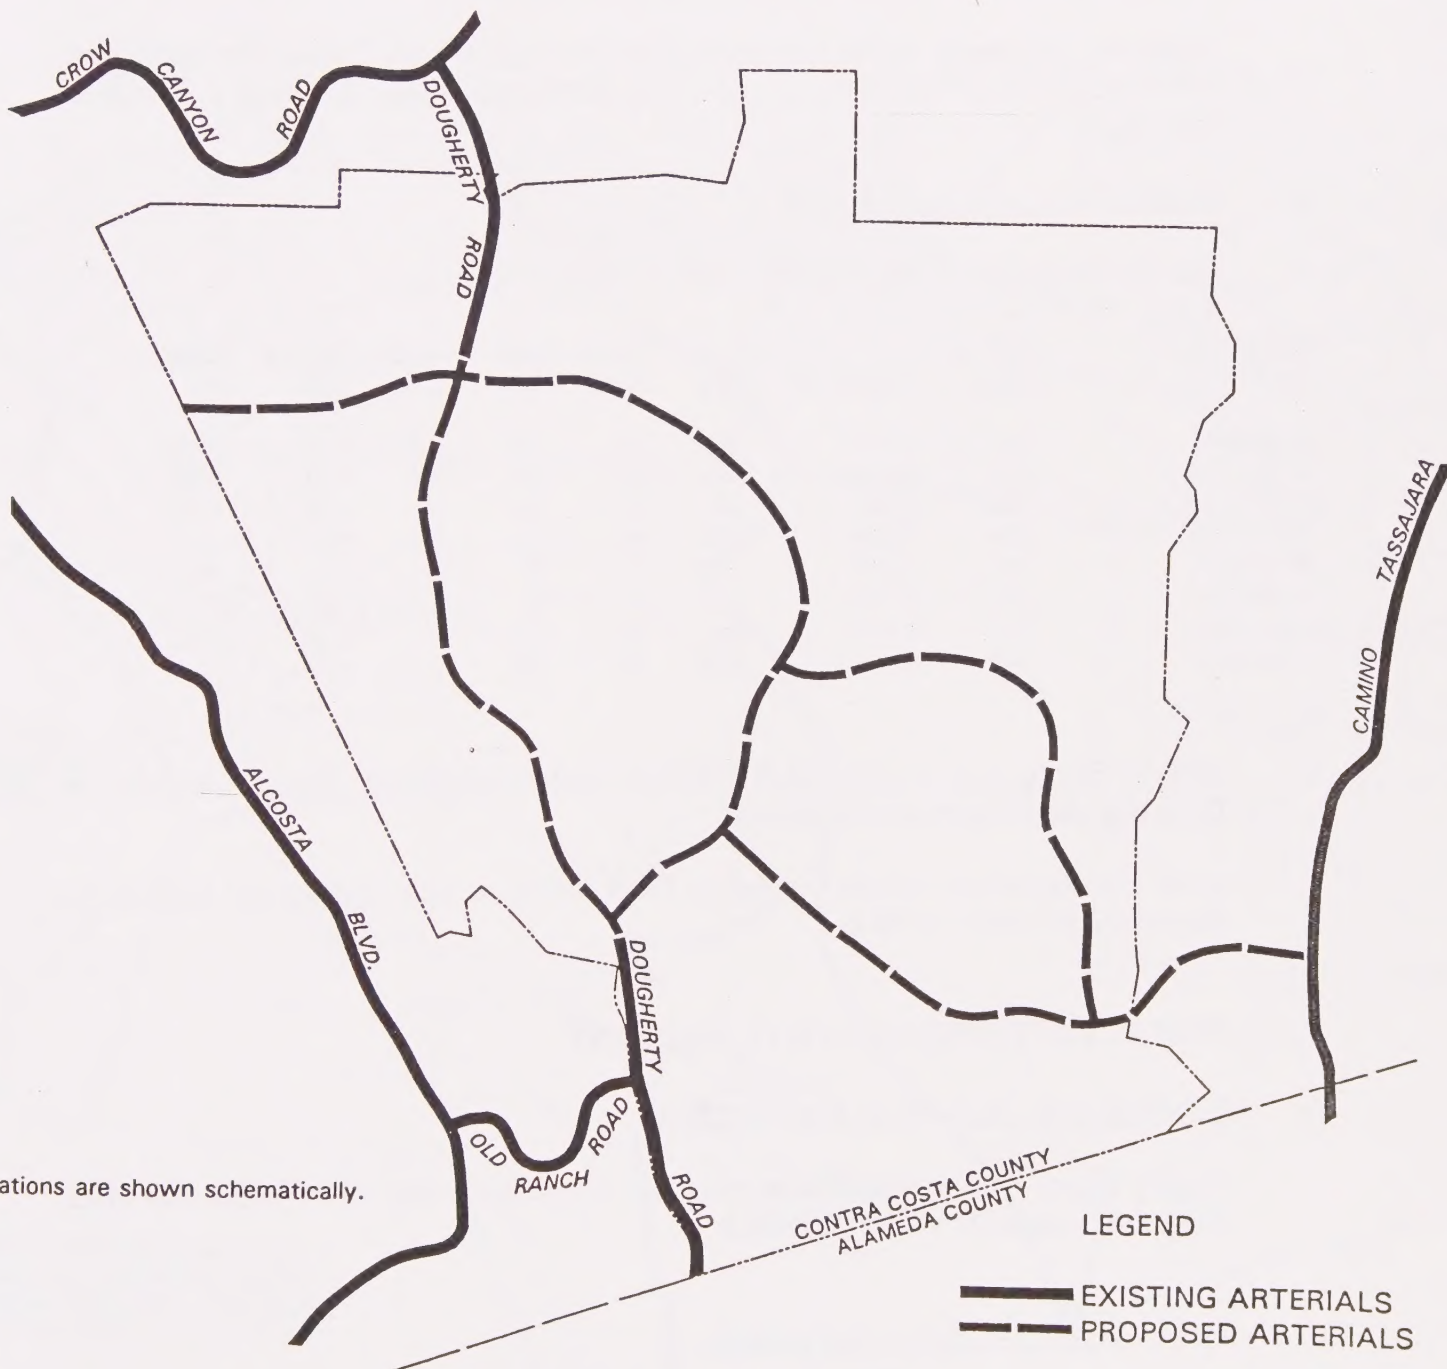 CROW CANYON ROAD
DOUGHERTY ROAD
TASSAJARA
CAMINO
ALCOSTA BLVD.
DOUGHERTY ROAD
OLD RANCH ROAD
ations are shown schematically.
CONTRA COSTA COUNTY
ALAMEDA COUNTY
LEGEND
EXISTING ARTERIALS
PROPOSED ARTERIALS